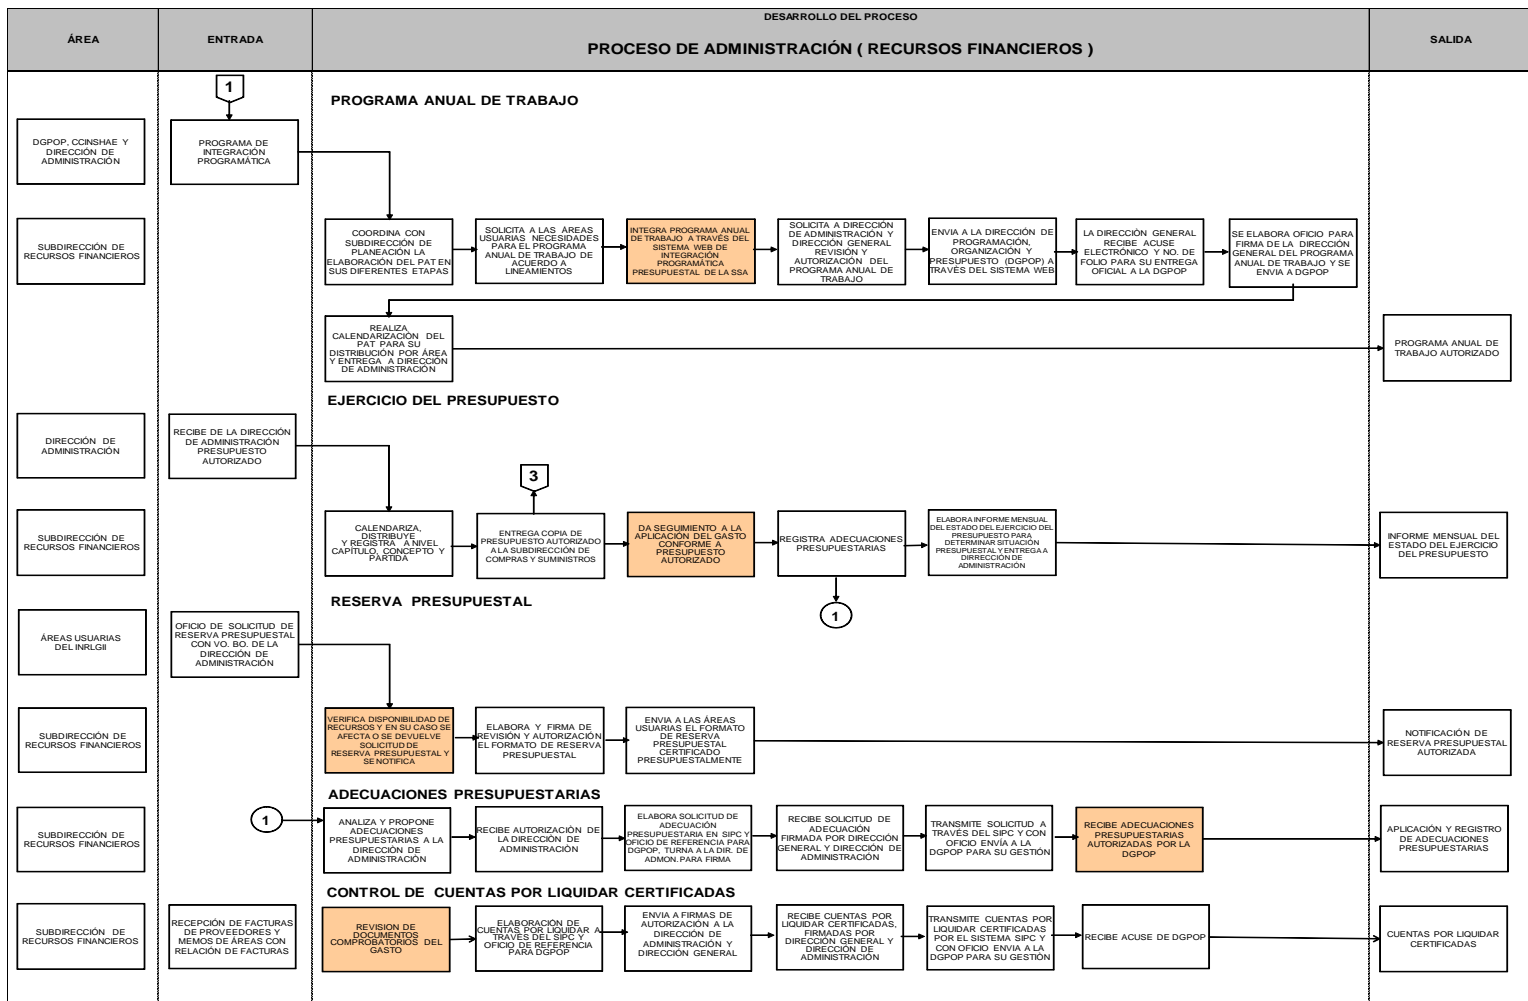 DESARROLLO DEL PROCESO
ÁREA
ENTRADA
PROCESO DE ADMINISTRACIÓN ( RECURSOS FINANCIEROS )
SALIDA
1
PROGRAMA ANUAL DE TRABAJO
DGPOP, CCINSHAE Y
DIRECCIÓN DE
ADMINISTRACIÓN
PROGRAMA DE
INTEGRACIÓN
PROGRAMÁTICA
SUBDIRECCIÓN DE
RECURSOS FINANCIEROS
COORDINA CON
SUBDIRECCIÓN DE
PLANEACIÓN LA
ELABORACIÓN DEL PAT EN
SUS DIFERENTES ETAPAS
SOLICITA A LAS ÁREAS
USUARIAS NECESIDADES
PARA EL PROGRAMA
ANUAL DE TRABAJO DE
ACUERDO A
LINEAMIENTOS
INTEGRA PROGRAMA ANUAL
DE TRABAJO A TRAVÉS DEL
SISTEMA WEB DE
INTEGRACIÓN
PROGRAMÁTICA
PRESUPUESTAL DE LA SSA
SOLICITA A DIRECCIÓN
DE ADMINISTRACIÓN Y
DIRECCIÓN GENERAL
REVISIÓN Y
AUTORIZACIÓN DEL
PROGRAMA ANUAL DE
TRABAJO
ENVIA A LA DIRECCIÓN DE
PROGRAMACIÓN,
ORGANIZACIÓN Y
PRESUPUESTO (DGPOP) A
TRAVÉS DEL SISTEMA WEB
LA DIRECCIÓN GENERAL
RECIBE ACUSE
ELECTRÓNICO Y NO. DE
FOLIO PARA SU ENTREGA
OFICIAL A LA DGPOP
SE ELABORA OFICIO PARA
FIRMA DE LA DIRECCIÓN
GENERAL DEL PROGRAMA
ANUAL DE TRABAJO Y SE
ENVIA A DGPOP
REALIZA
CALENDARIZACIÓN DEL
PAT PARA SU
DISTRIBUCIÓN POR ÁREA
Y ENTREGA A DIRECCIÓN
DE ADMINISTRACIÓN
PROGRAMA ANUAL DE
TRABAJO AUTORIZADO
EJERCICIO DEL PRESUPUESTO
DIRECCIÓN DE
ADMINISTRACIÓN
RECIBE DE LA DIRECCIÓN
DE ADMINISTRACIÓN
PRESUPUESTO
AUTORIZADO
3
SUBDIRECCIÓN DE
RECURSOS FINANCIEROS
CALENDARIZA,
DISTRIBUYE
Y REGISTRA A NIVEL
CAPÍTULO, CONCEPTO Y
PARTIDA
ENTREGA COPIA DE
PRESUPUESTO AUTORIZADO
A LA SUBDIRECCIÓN DE
COMPRAS Y SUMINISTROS
DA SEGUIMIENTO A LA
APLICACIÓN DEL GASTO
CONFORME A
PRESUPUESTO
AUTORIZADO
REGISTRA ADECUACIONES
PRESUPUESTARIAS
ELABORA INFORME MENSUAL
DEL ESTADO DEL EJERCICIO DEL
PRESUPUESTO PARA
DETERMINAR SITUACIÓN
PRESUPUESTAL Y ENTREGA A
DIRRECCIÓN DE
ADMINISTRACIÓN
INFORME MENSUAL DEL
ESTADO DEL EJERCICIO
DEL PRESUPUESTO
RESERVA PRESUPUESTAL
1
ÁREAS USUARIAS
DEL INRLGII
OFICIO DE SOLICITUD DE
RESERVA PRESUPUESTAL
CON VO. BO. DE LA
DIRECCIÓN DE
ADMINISTRACIÓN
SUBDIRECCIÓN DE
RECURSOS FINANCIEROS
VERIFICA DISPONIBILIDAD DE
RECURSOS Y EN SU CASO SE
AFECTA O SE DEVUELVE
SOLICITUD DE
RESERVA PRESUPUESTAL Y
SE NOTIFICA
ELABORA Y FIRMA DE
REVISIÓN Y AUTORIZACIÓN
EL FORMATO DE RESERVA
PRESUPUESTAL
ENVIA A LAS ÁREAS
USUARIAS EL FORMATO
DE RESERVA
PRESUPUESTAL
CERTIFICADO
PRESUPUESTALMENTE
NOTIFICACIÓN DE
RESERVA PRESUPUESTAL
AUTORIZADA
ADECUACIONES PRESUPUESTARIAS
SUBDIRECCIÓN DE
RECURSOS FINANCIEROS
1
ANALIZA Y PROPONE
ADECUACIONES
PRESUPUESTARIAS A LA
DIRECCIÓN DE
ADMINISTRACIÓN
RECIBE AUTORIZACIÓN DE
LA DIRECCIÓN DE
ADMINISTRACIÓN
ELABORA SOLICITUD DE
ADECUACIÓN
PRESUPUESTARIA EN SIPC Y
OFICIO DE REFERENCIA PARA
DGPOP, TURNA A LA DIR. DE
ADMON. PARA FIRMA
RECIBE SOLICITUD DE
ADECUACIÓN
FIRMADA POR DIRECCIÓN
GENERAL Y DIRECCIÓN DE
ADMINISTRACIÓN
TRANSMITE SOLICITUD A
TRAVÉS DEL SIPC Y CON
OFICIO ENVÍA A LA
DGPOP PARA SU GESTIÓN
RECIBE ADECUACIONES
PRESUPUESTARIAS
AUTORIZADAS POR LA
DGPOP
APLICACIÓN Y REGISTRO
DE ADECUACIONES
PRESUPUESTARIAS
CONTROL DE CUENTAS POR LIQUIDAR CERTIFICADAS
SUBDIRECCIÓN DE
RECURSOS FINANCIEROS
RECEPCIÓN DE FACTURAS
DE PROVEEDORES Y
MEMOS DE ÁREAS CON
RELACIÓN DE FACTURAS
REVISION DE
DOCUMENTOS
COMPROBATORIOS DEL
GASTO
ELABORACIÓN DE
CUENTAS POR LIQUIDAR A
TRAVÉS DEL SIPC Y
OFICIO DE REFERENCIA
PARA DGPOP
ENVIA A FIRMAS DE
AUTORIZACIÓN A LA
DIRECCIÓN DE
ADMINISTRACIÓN Y
DIRECCIÓN GENERAL
RECIBE CUENTAS POR
LIQUIDAR CERTIFICADAS,
FIRMADAS POR
DIRECCIÓN GENERAL Y
DIRECCIÓN DE
ADMINISTRACIÓN
TRANSMITE CUENTAS POR
LIQUIDAR CERTIFICADAS
POR EL SISTEMA SIPC Y
CON OFICIO ENVIA A LA
DGPOP PARA SU GESTIÓN
RECIBE ACUSE DE DGPOP
CUENTAS POR LIQUIDAR
CERTIFICADAS